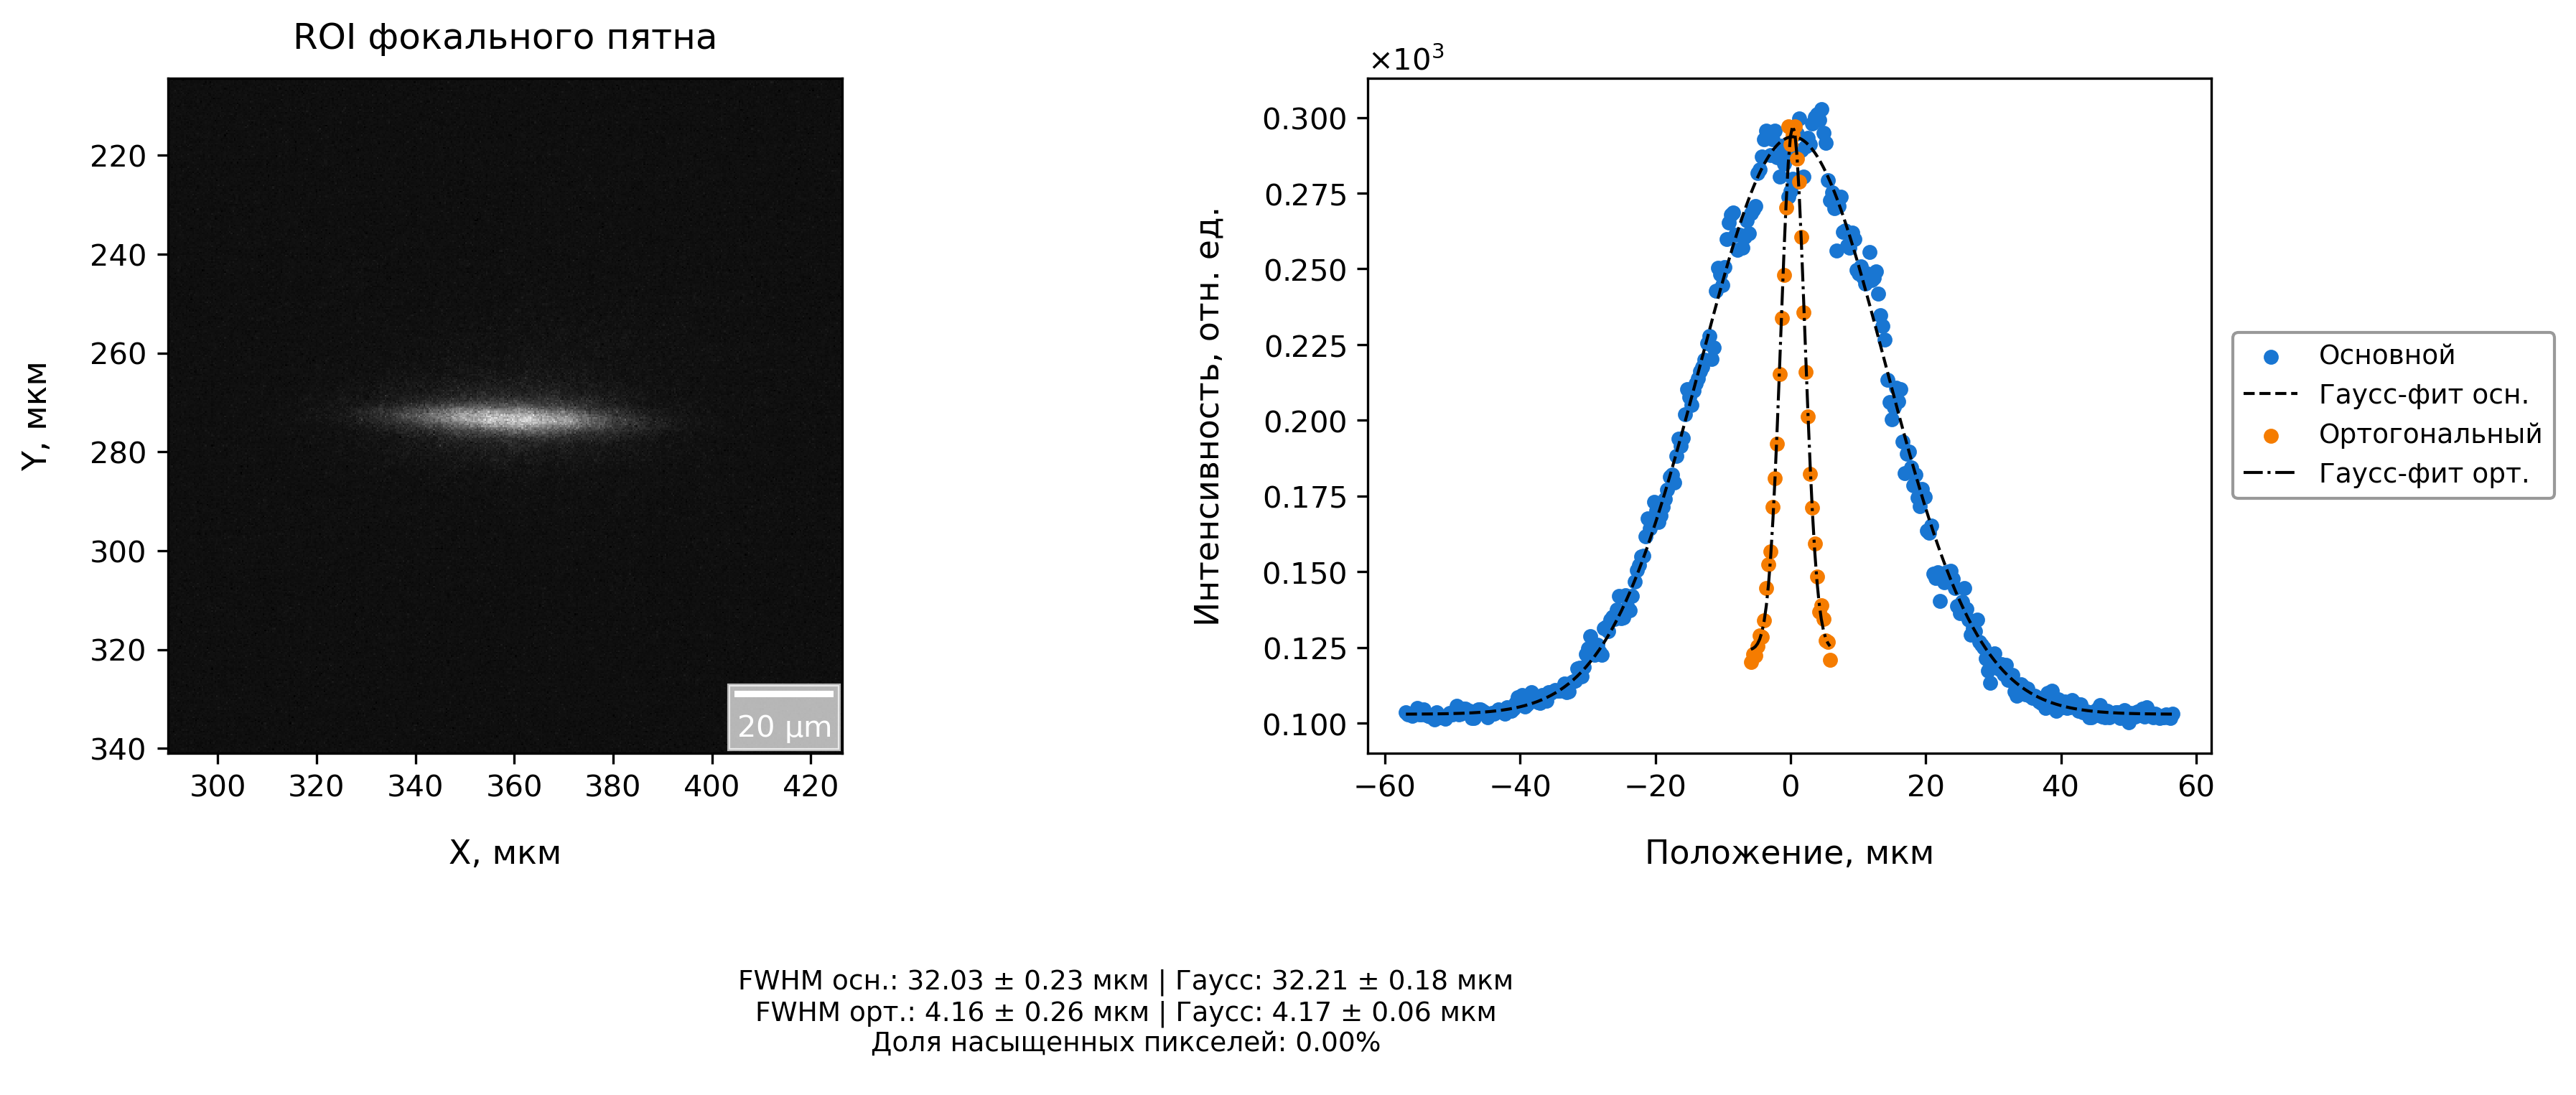 ROI фокального пятна
Y, мкм
220
240
260
280
300
320
340
300 320 340 360 380 400 420
X, мкм
20 µm
×10³
Интенсивность, отн. ед.
0.300
0.275
0.250
0.225
0.200
0.175
0.150
0.125
0.100
−60 −40 −20 0 20 40 60
Положение, мкм
Основной
Гаусс-фит осн.
Ортогональный
Гаусс-фит орт.
FWHM осн.: 32.03 ± 0.23 мкм | Гаусс: 32.21 ± 0.18 мкм
FWHM орт.: 4.16 ± 0.26 мкм | Гаусс: 4.17 ± 0.06 мкм
Доля насыщенных пикселей: 0.00%